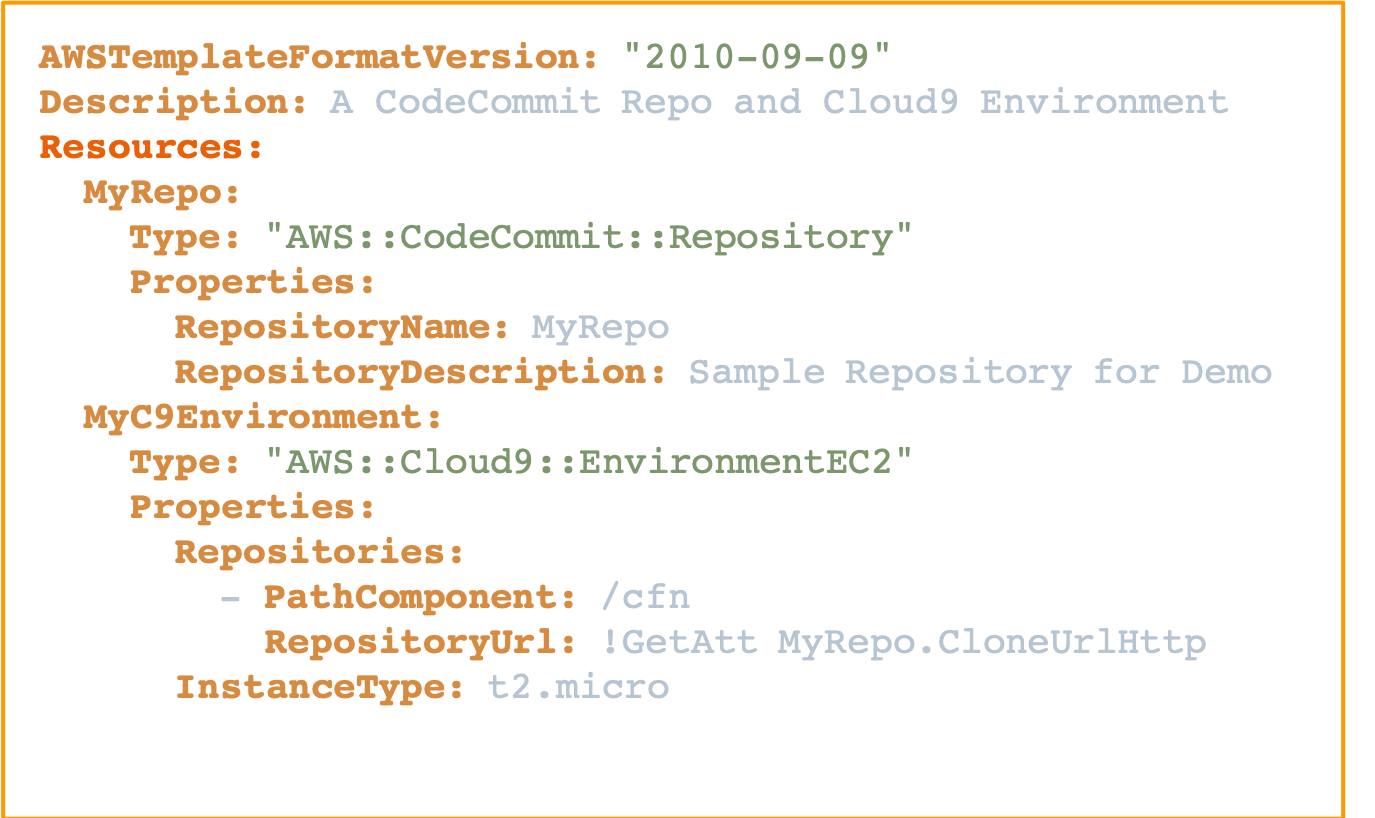 AWSTemplateFormatVersion: "2010-09-09"
Description: A CodeCommit Repo and Cloud9 Environment
Resources:
  MyRepo:
    Type: "AWS::CodeCommit::Repository"
    Properties:
      RepositoryName: MyRepo
      RepositoryDescription: Sample Repository for Demo
  MyC9Environment:
    Type: "AWS::Cloud9::EnvironmentEC2"
    Properties:
      Repositories:
        - PathComponent: /cfn
          RepositoryUrl: !GetAtt MyRepo.CloneUrlHttp
      InstanceType: t2.micro